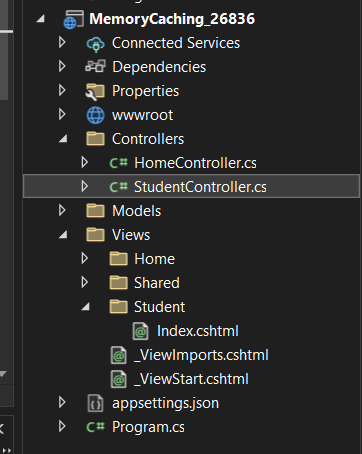 MemoryCaching_26836
Connected Services
Dependencies
Properties
wwwroot
Controllers
C# HomeController.cs
C# StudentController.cs
Models
Views
Home
Shared
Student
Index.cshtml
_ViewImports.cshtml
_ViewStart.cshtml
appsettings.json
C# Program.cs